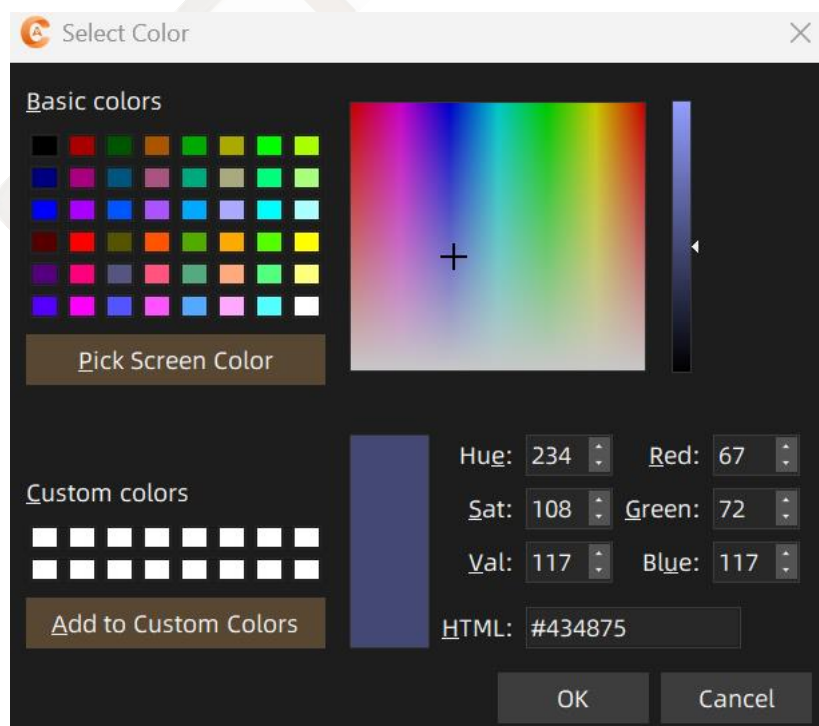 Select Color
Basic colors
Pick Screen Color
Custom colors
Add to Custom Colors
Hue: 234 Red: 67
Sat: 108 Green: 72
Val: 117 Blue: 117
HTML: #434875
OK Cancel